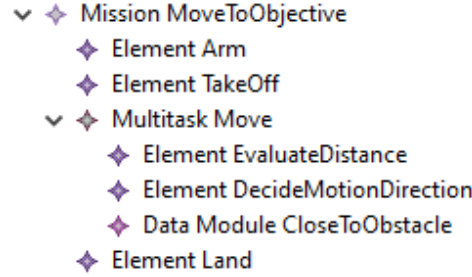 Mission MoveToObjective
Element Arm
Element TakeOff
Multitask Move
Element EvaluateDistance
Element DecideMotionDirection
Data Module CloseToObstacle
Element Land